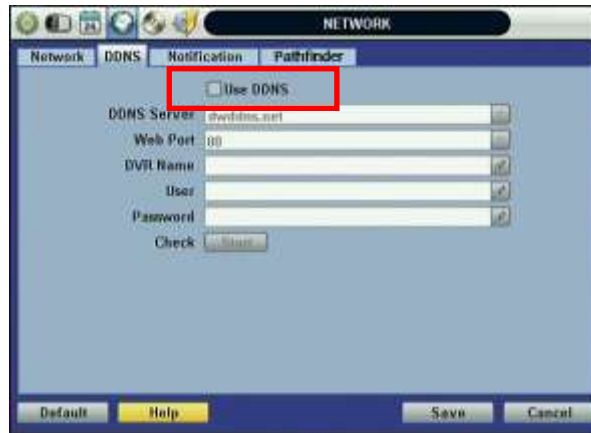 24
NETWORK
Network DDNS Notification Pathfinder
Use DDNS
DDNS Server dwddns.net
Web Port 80
DVR Name
User
Password
Check Start
Default Help Save Cancel